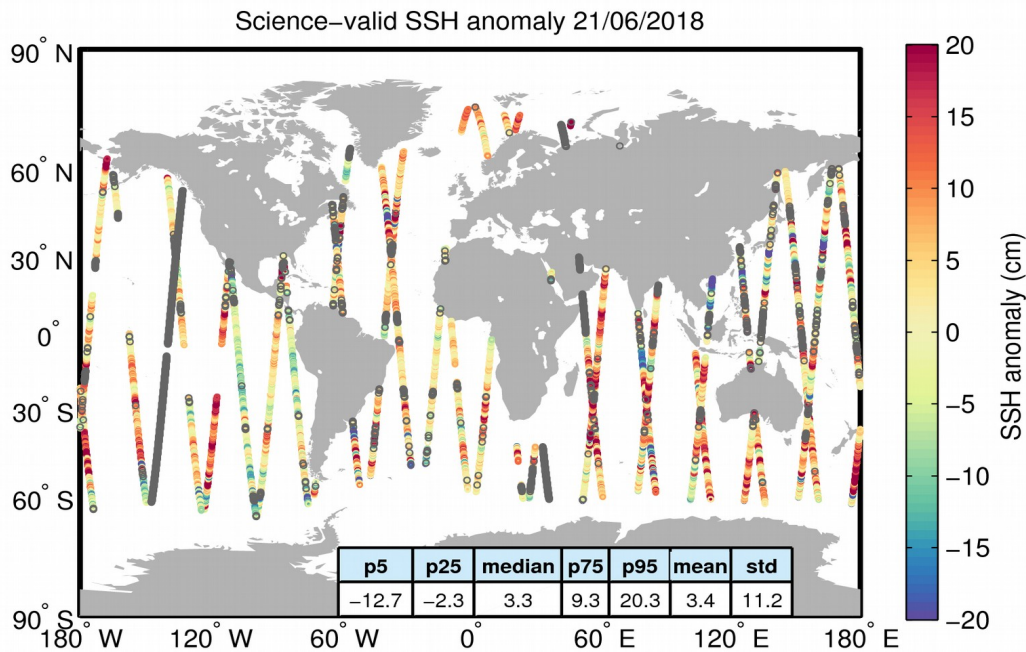 Science−valid SSH anomaly 21/06/2018
90° N
60° N
30° N
0°
30° S
60° S
90° S
180° W
120° W
60° W
0°
60° E
120° E
180° E
p5 p25 median p75 p95 mean std
−12.7 −2.3 3.3 9.3 20.3 3.4 11.2
20
15
10
5
0
−5
−10
−15
−20
SSH anomaly (cm)